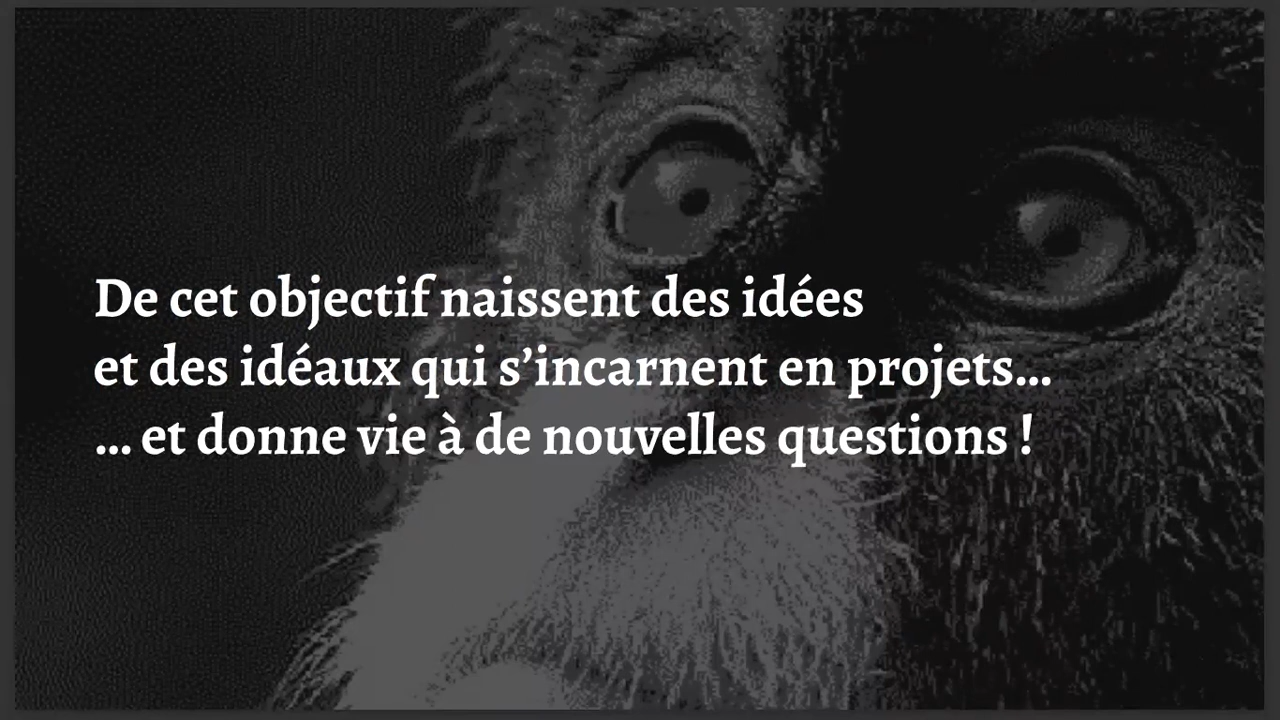 De cet objectif naissent des idées
et des idéaux qui s’incarnent en projets...
... et donne vie à de nouvelles questions !